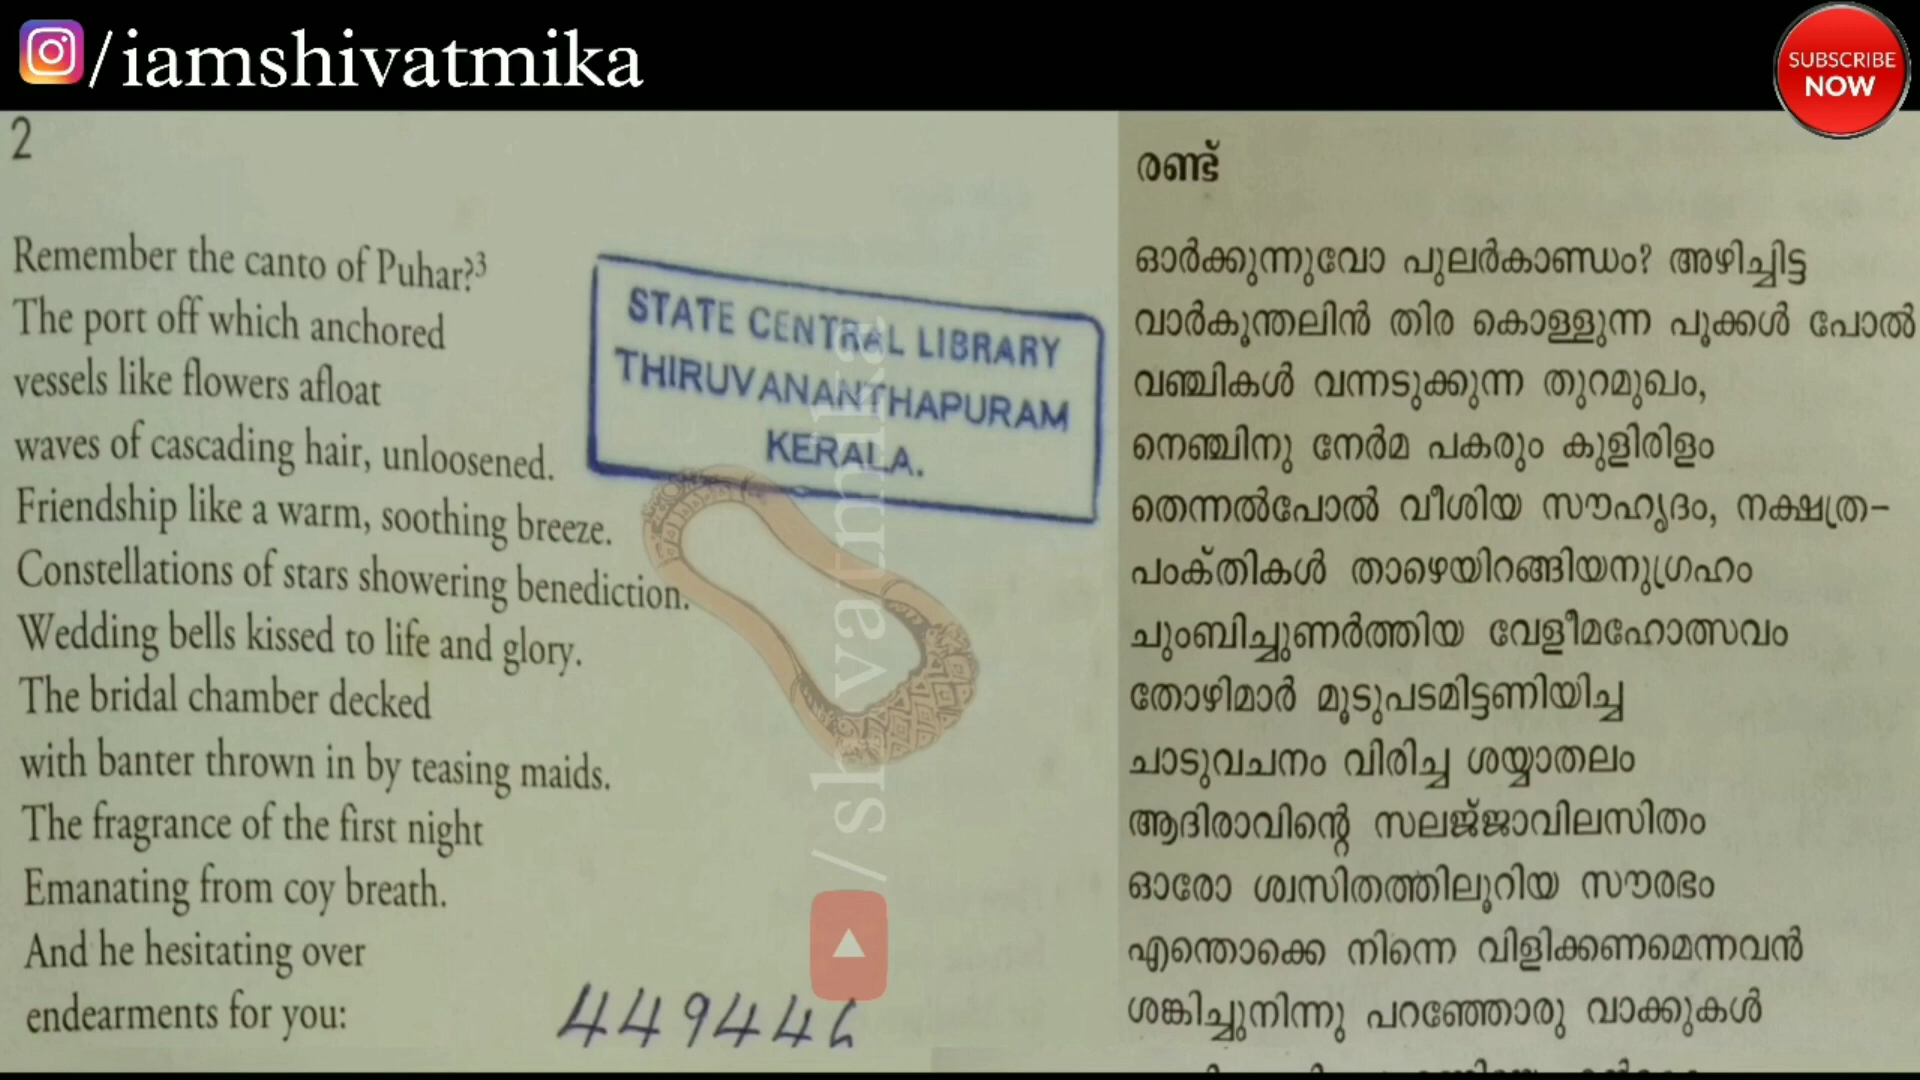 /iamshivatmika
SUBSCRIBE
NOW
2
Remember the canto of Puhar?³
The port off which anchored
vessels like flowers afloat
waves of cascading hair, unloosened.
Friendship like a warm, soothing breeze.
Constellations of stars showering benediction.
Wedding bells kissed to life and glory.
The bridal chamber decked
with banter thrown in by teasing maids.
The fragrance of the first night
Emanating from coy breath.
And he hesitating over
endearments for you:
STATE CENTRAL LIBRARY
THIRUVANANTHAPURAM
KERALA.
449446
/shivatmika
രണ്ട്
ഓർക്കുന്നുവോ പുലർകാണ്ഡം? അഴിച്ചിട്ട
വാർകൂന്തലിൻ തിര കൊള്ളുന്ന പൂക്കൾ പോൽ
വഞ്ചികൾ വന്നടുക്കുന്ന തുറമുഖം,
നെഞ്ചിനു നേർമ പകരും കുളിരിളം
തെന്നൽപോൽ വീശിയ സൗഹൃദം, നക്ഷത്ര-
പംക്തികൾ താഴെയിറങ്ങിയനുഗ്രഹം
ചുംബിച്ചുണർത്തിയ വേളീമഹോത്സവം
തോഴിമാർ മൂടുപടമിട്ടണിയിച്ച
ചാടുവചനം വിരിച്ച ശയ്യാതലം
ആദിരാവിന്റെ സലജ്ജാവിലസിതം
ഓരോ ശ്വസിതത്തിലൂറിയ സൗരഭം
എന്തൊക്കെ നിന്നെ വിളിക്കണമെന്നവൻ
ശങ്കിച്ചുനിന്നു പറഞ്ഞോരു വാക്കുകൾ